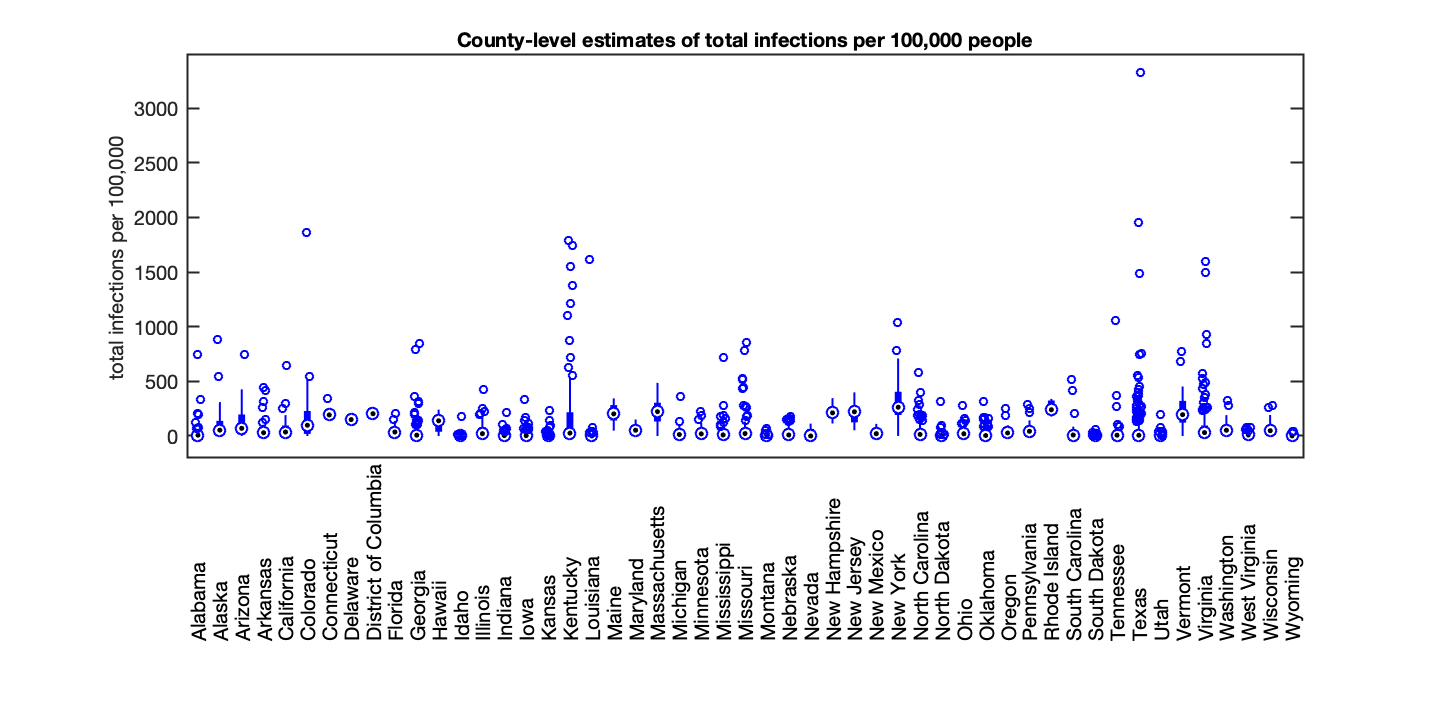 County-level estimates of total infections per 100,000 people
total infections per 100,000
3000
2500
2000
1500
1000
500
0
Alabama
Alaska
Arizona
Arkansas
California
Colorado
Connecticut
Delaware
District of Columbia
Florida
Georgia
Hawaii
Idaho
Illinois
Indiana
Iowa
Kansas
Kentucky
Louisiana
Maine
Maryland
Massachusetts
Michigan
Minnesota
Mississippi
Missouri
Montana
Nebraska
Nevada
New Hampshire
New Jersey
New Mexico
New York
North Carolina
North Dakota
Ohio
Oklahoma
Oregon
Pennsylvania
Rhode Island
South Carolina
South Dakota
Tennessee
Texas
Utah
Vermont
Virginia
Washington
West Virginia
Wisconsin
Wyoming